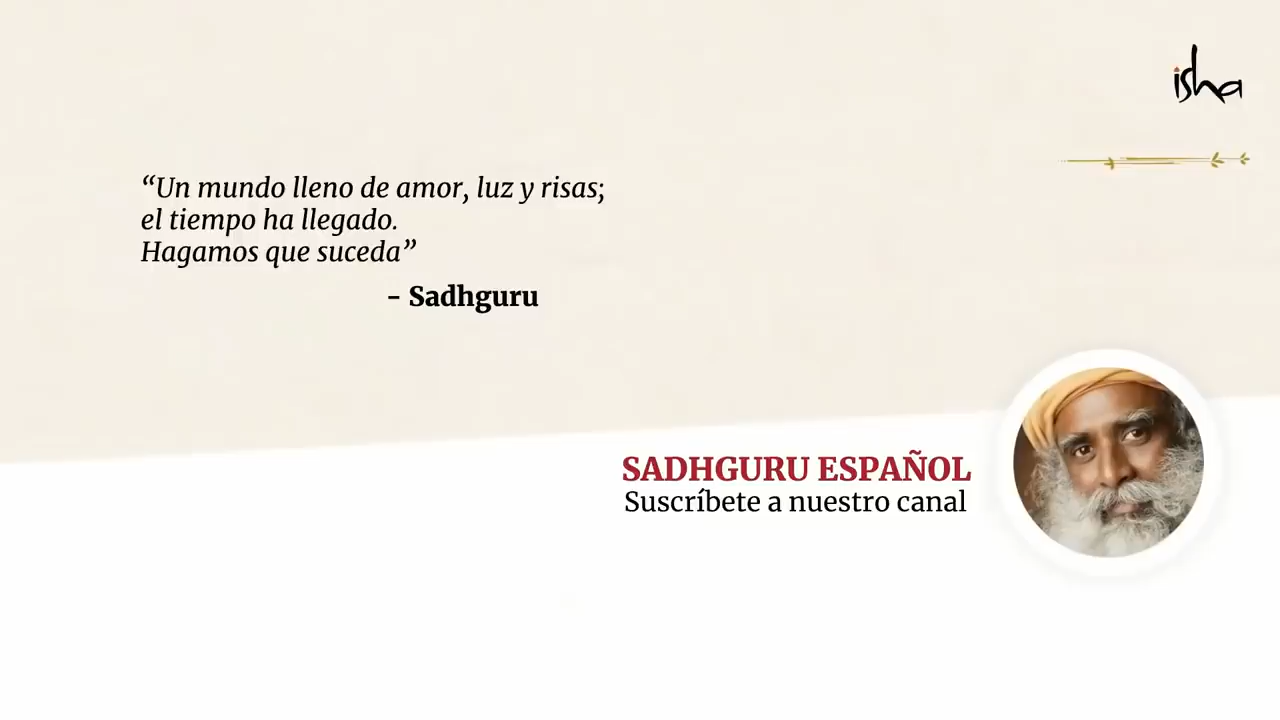 isha
“Un mundo lleno de amor, luz y risas;
el tiempo ha llegado.
Hagamos que suceda”
- Sadhguru
SADHGURU ESPAÑOL
Suscríbete a nuestro canal